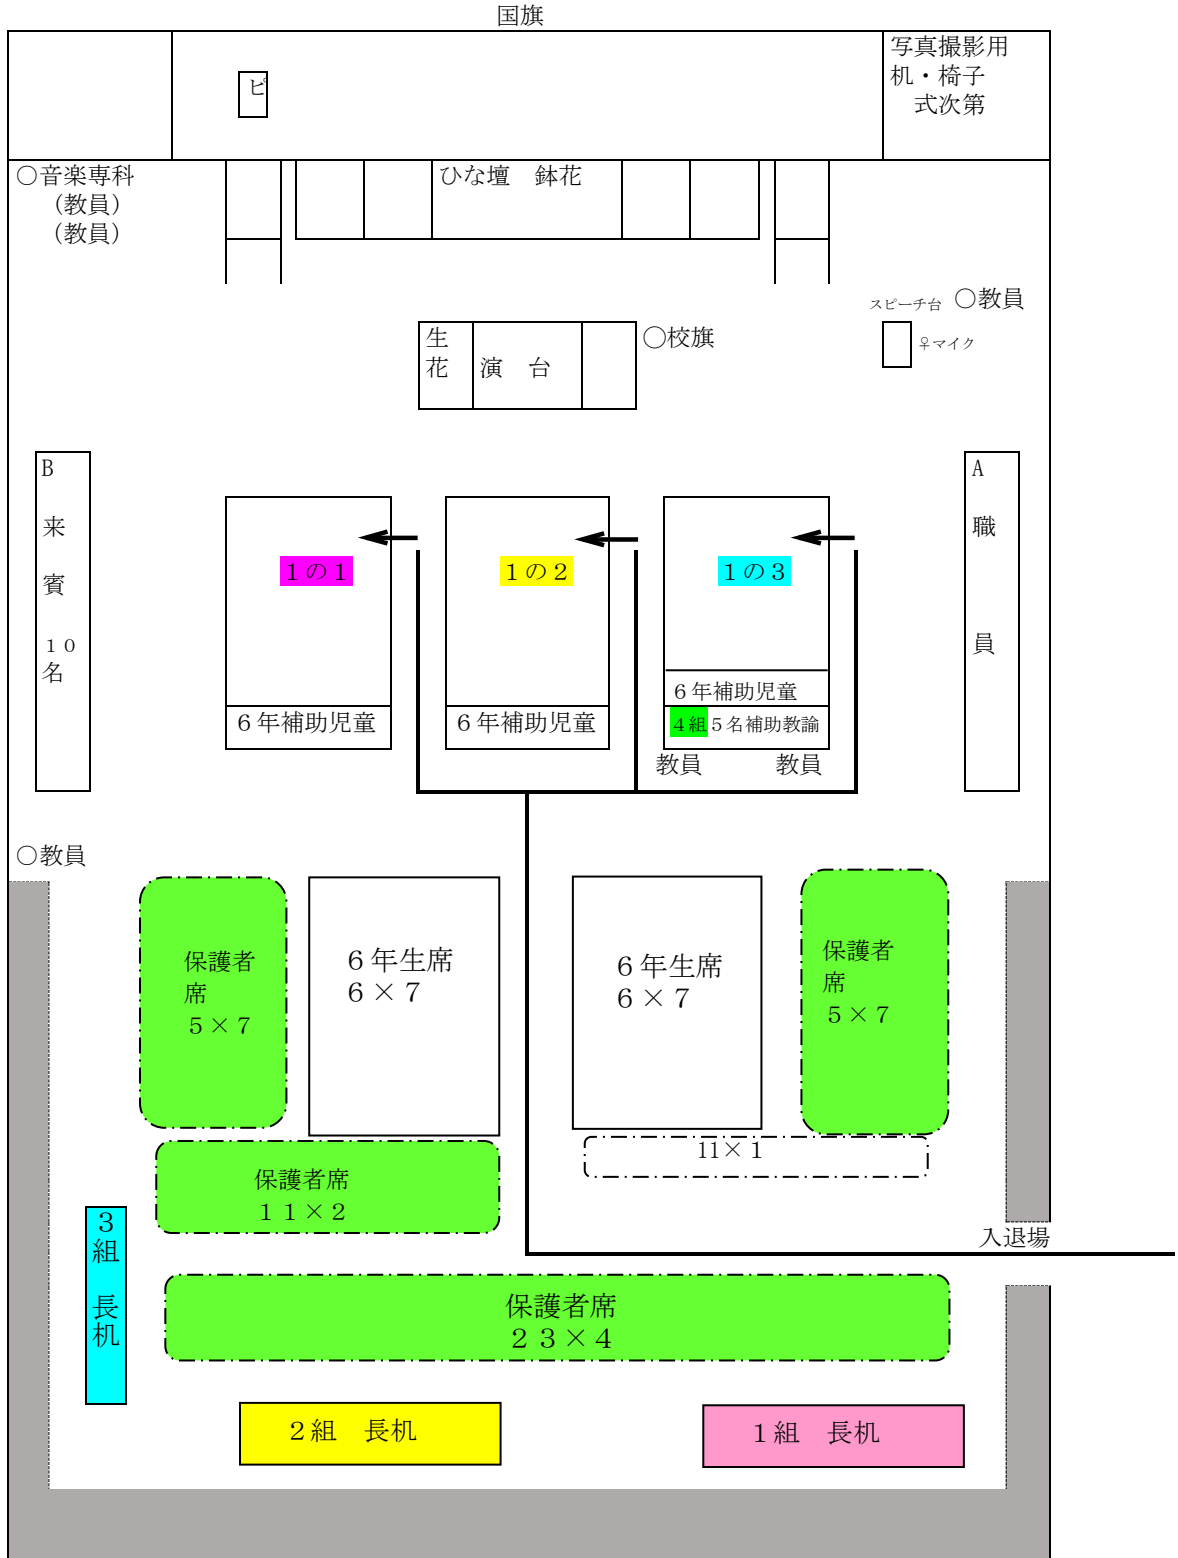 国旗
写真撮影用
机・椅子
式次第
ピ
○音楽専科
(教員)
(教員)
ひな壇　鉢花
スピーチ台
○教員
♀マイク
生
花
演　台
○校旗
B
来
賓
１０
名
A
職
員
１の１
１の２
１の３
６年補助児童
６年補助児童
６年補助児童
４組５名補助教諭
教員
教員
○教員
保護者
席
５×７
６年生席
６×７
６年生席
６×７
保護者
席
５×７
11×１
保護者席
１１×２
３組　長机
入退場
保護者席
２３×４
２組　長机
１組　長机